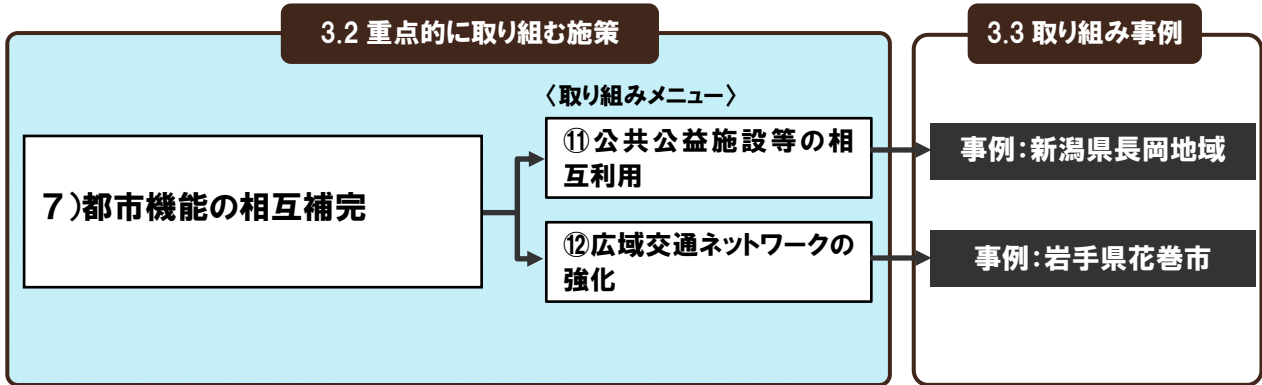 3.2 重点的に取り組む施策
3.3 取り組み事例
〈取り組みメニュー〉
7)都市機能の相互補完
⑪公共公益施設等の相
互利用
事例:新潟県長岡地域
⑫広域交通ネットワークの
強化
事例:岩手県花巻市